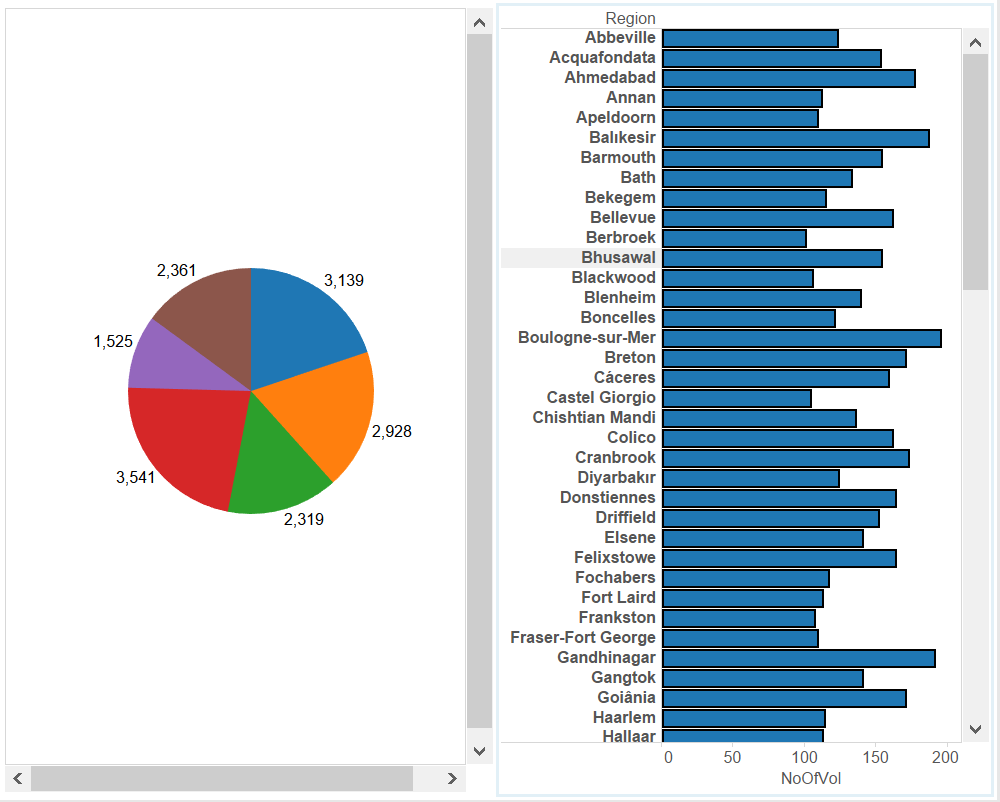 2,361
3,139
1,525
2,928
3,541
2,319
Region
Abbeville
Acquafondata
Ahmedabad
Annan
Apeldoorn
Balıkesir
Barmouth
Bath
Bekegem
Bellevue
Berbroek
Bhusawal
Blackwood
Blenheim
Boncelles
Boulogne-sur-Mer
Breton
Cáceres
Castel Giorgio
Chishtian Mandi
Colico
Cranbrook
Diyarbakır
Donstiennes
Driffield
Elsene
Felixstowe
Fochabers
Fort Laird
Frankston
Fraser-Fort George
Gandhinagar
Gangtok
Goiânia
Haarlem
Hallaar
0 50 100 150 200
NoOfVol